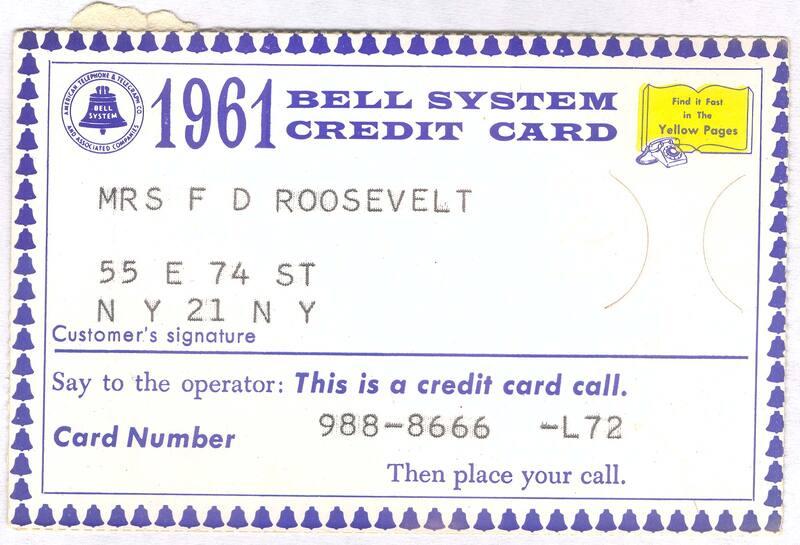 AMERICAN TELEPHONE & TELEGRAPH CO
AND ASSOCIATED COMPANIES
BELL
SYSTEM
1961 BELL SYSTEM
CREDIT CARD
Find it Fast
in The
Yellow Pages
MRS F D ROOSEVELT
55 E 74 ST
N Y 21 N Y
Customer's signature
Say to the operator: This is a credit card call.
Card Number 988-8666 -L72
Then place your call.